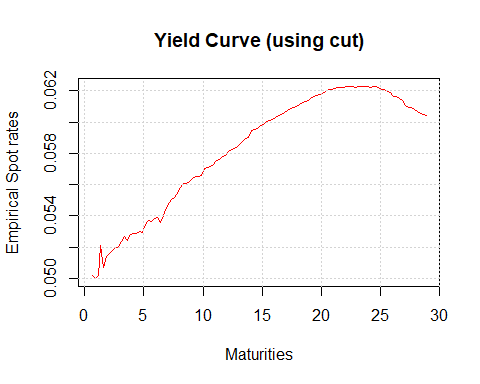 Yield Curve (using cut)
Empirical Spot rates
0.062
0.058
0.054
0.050
0 5 10 15 20 25 30
Maturities